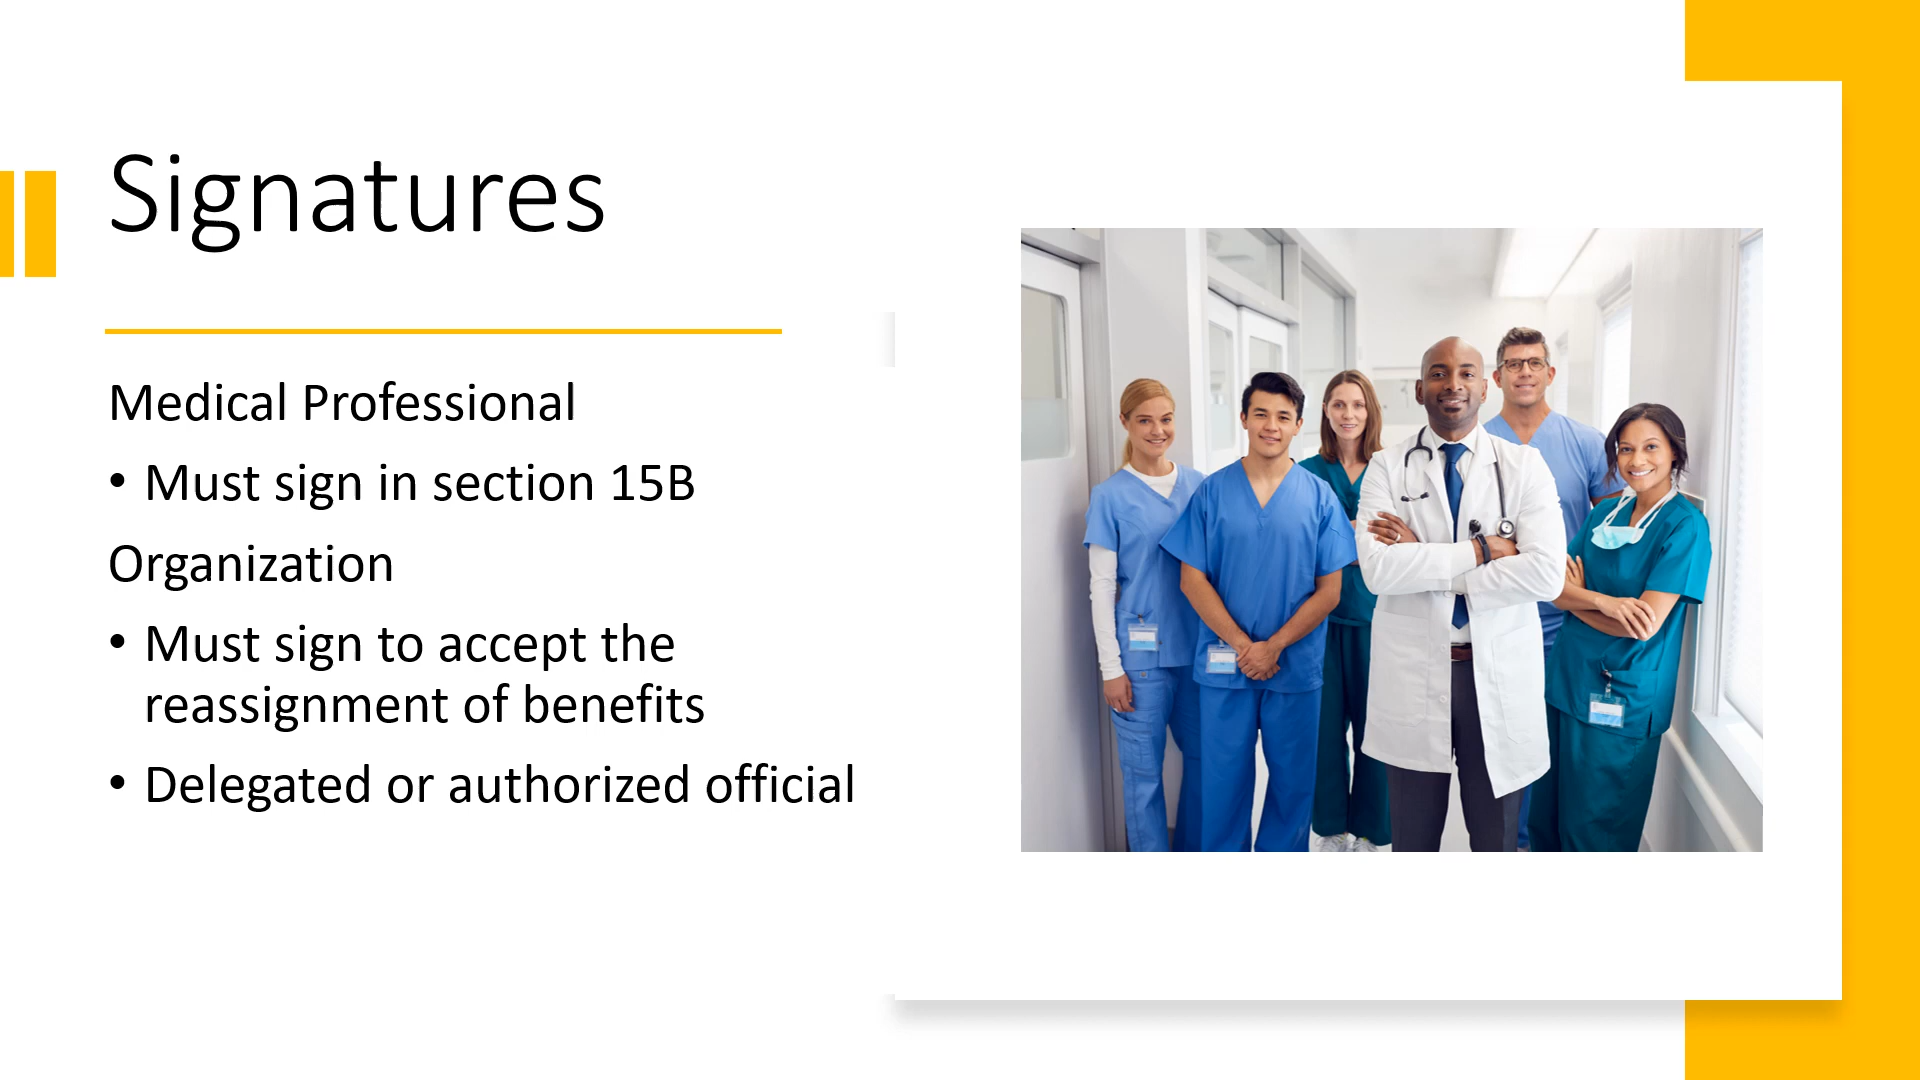 Signatures
Medical Professional
• Must sign in section 15B
Organization
• Must sign to accept the
reassignment of benefits
• Delegated or authorized official